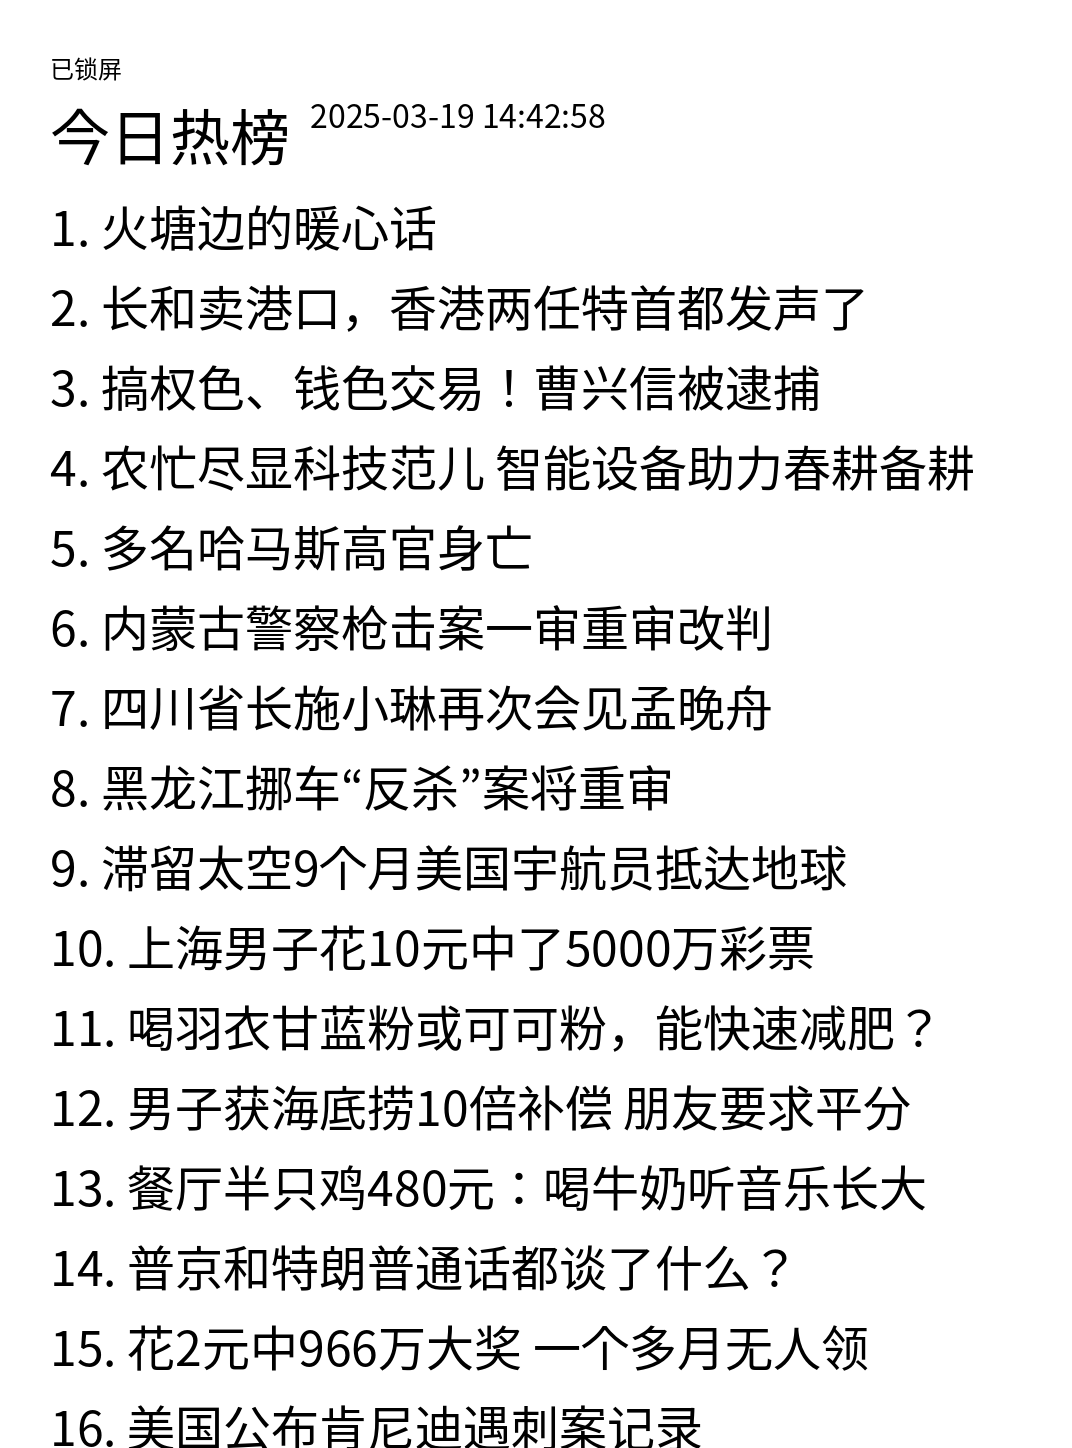 已锁屏
今日热榜 2025-03-19 14:42:58
1. 火塘边的暖心话
2. 长和卖港口，香港两任特首都发声了
3. 搞权色、钱色交易！曹兴信被逮捕
4. 农忙尽显科技范儿 智能设备助力春耕备耕
5. 多名哈马斯高官身亡
6. 内蒙古警察枪击案一审重审改判
7. 四川省长施小琳再次会见孟晚舟
8. 黑龙江挪车“反杀”案将重审
9. 滞留太空9个月美国宇航员抵达地球
10. 上海男子花10元中了5000万彩票
11. 喝羽衣甘蓝粉或可可粉，能快速减肥？
12. 男子获海底捞10倍补偿 朋友要求平分
13. 餐厅半只鸡480元：喝牛奶听音乐长大
14. 普京和特朗普通话都谈了什么？
15. 花2元中966万大奖 一个多月无人领
16. 美国公布肯尼迪遇刺案记录